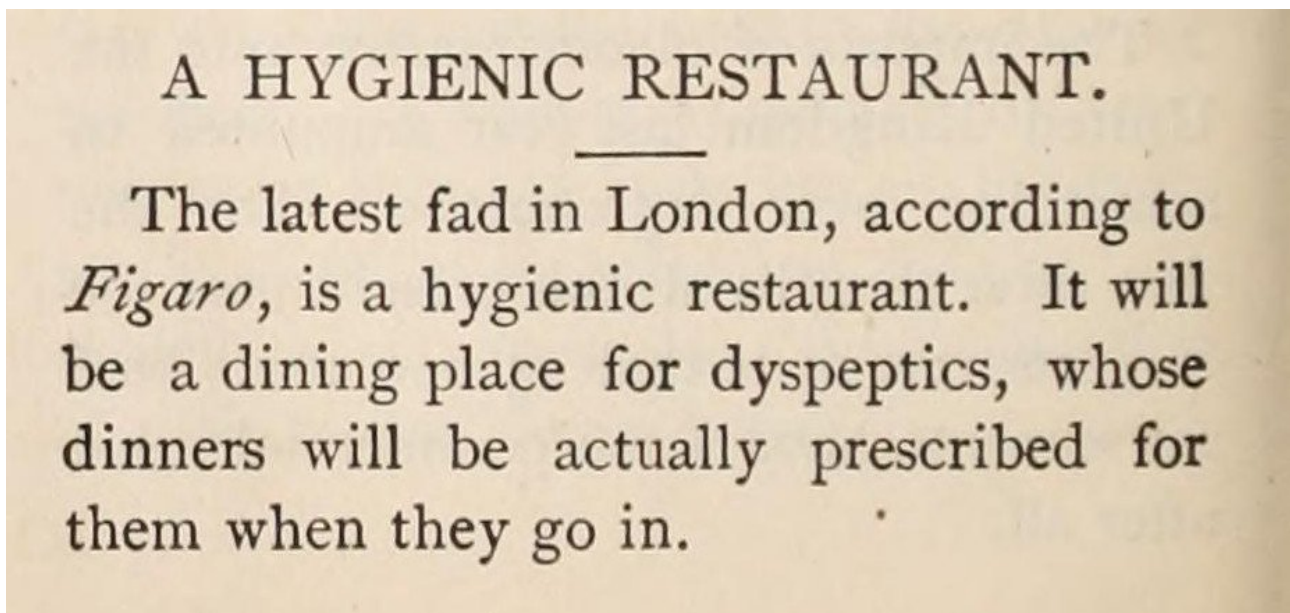 A HYGIENIC RESTAURANT.
The latest fad in London, according to
Figaro, is a hygienic restaurant. It will
be a dining place for dyspeptics, whose
dinners will be actually prescribed for
them when they go in.